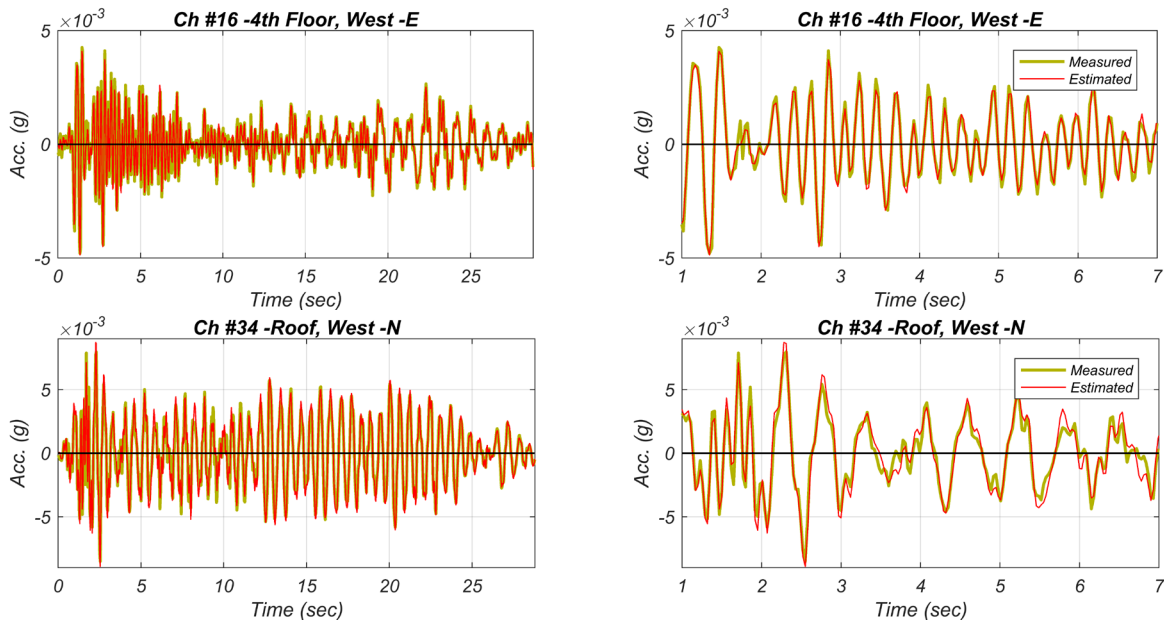 Ch #16 -4th Floor, West -E
×10⁻³
5
0
-5
Acc. (g)
0 5 10 15 20 25
Time (sec)
Ch #16 -4th Floor, West -E
×10⁻³
5
0
-5
Acc. (g)
Measured
Estimated
1 2 3 4 5 6 7
Time (sec)
Ch #34 -Roof, West -N
×10⁻³
5
0
-5
Acc. (g)
0 5 10 15 20 25
Time (sec)
Ch #34 -Roof, West -N
×10⁻³
5
0
-5
Acc. (g)
Measured
Estimated
1 2 3 4 5 6 7
Time (sec)